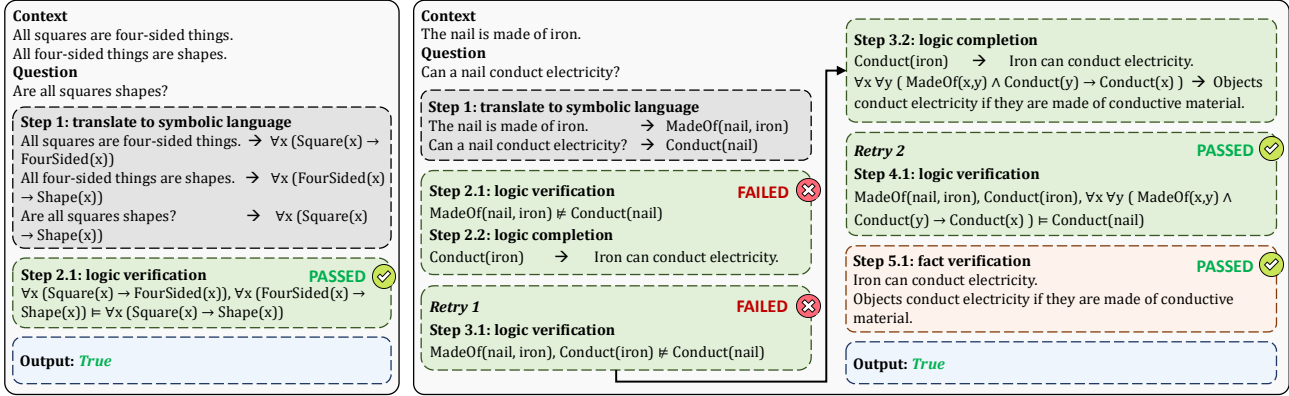 Context
All squares are four-sided things.
All four-sided things are shapes.
Question
Are all squares shapes?
Step 1: translate to symbolic language
All squares are four-sided things. → ∀x (Square(x) →
FourSided(x))
All four-sided things are shapes. → ∀x (FourSided(x)
→ Shape(x))
Are all squares shapes? → ∀x (Square(x)
→ Shape(x))
Step 2.1: logic verification PASSED
∀x (Square(x) → FourSided(x)), ∀x (FourSided(x) →
Shape(x)) ⊨ ∀x (Square(x) → Shape(x))
Output: True
Context
The nail is made of iron.
Question
Can a nail conduct electricity?
Step 1: translate to symbolic language
The nail is made of iron. → MadeOf(nail, iron)
Can a nail conduct electricity? → Conduct(nail)
Step 2.1: logic verification FAILED
MadeOf(nail, iron) ⊭ Conduct(nail)
Step 2.2: logic completion
Conduct(iron) → Iron can conduct electricity.
Retry 1 FAILED
Step 3.1: logic verification
MadeOf(nail, iron), Conduct(iron) ⊭ Conduct(nail)
Step 3.2: logic completion
Conduct(iron) → Iron can conduct electricity.
∀x ∀y ( MadeOf(x,y) ∧ Conduct(y) → Conduct(x) ) → Objects
conduct electricity if they are made of conductive material.
Retry 2 PASSED
Step 4.1: logic verification
MadeOf(nail, iron), Conduct(iron), ∀x ∀y ( MadeOf(x,y) ∧
Conduct(y) → Conduct(x) ) ⊨ Conduct(nail)
Step 5.1: fact verification PASSED
Iron can conduct electricity.
Objects conduct electricity if they are made of conductive
material.
Output: True